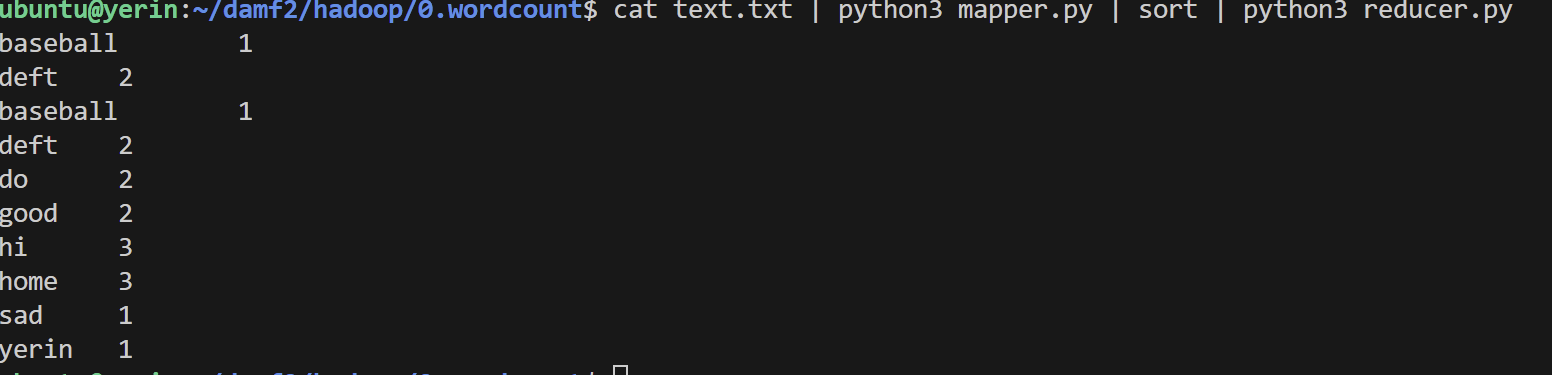 ubuntu@yerin:~/damf2/hadoop/0.wordcount$ cat text.txt | python3 mapper.py | sort | python3 reducer.py
baseball 1
deft 2
baseball 1
deft 2
do 2
good 2
hi 3
home 3
sad 1
yerin 1